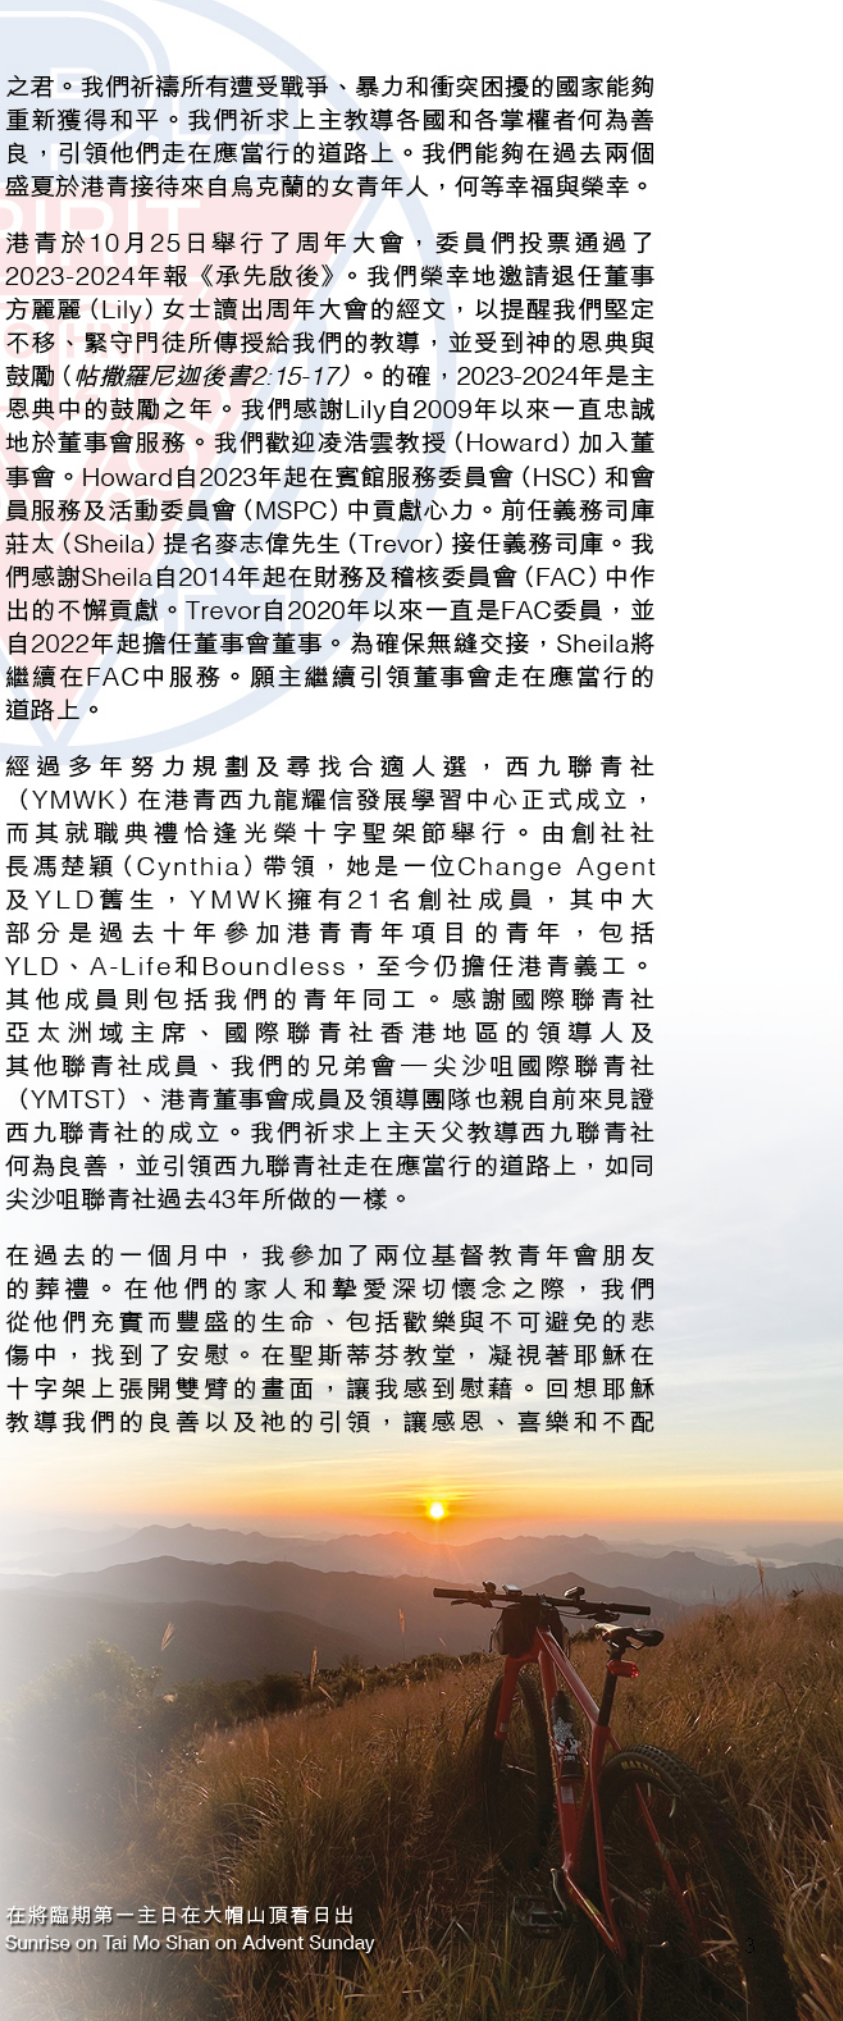 之君。我們祈禱所有遭受戰爭、暴力和衝突困擾的國家能夠
重新獲得和平。我們祈求上主教導各國和各掌權者何為善
良，引領他們走在應當行的道路上。我們能夠在過去兩個
盛夏於港青接待來自烏克蘭的女青年人，何等幸福與榮幸。
港青於10月25日舉行了周年大會，委員們投票通過了
2023-2024年報《承先啟後》。我們榮幸地邀請退任董事
方麗麗（Lily）女士讀出周年大會的經文，以提醒我們堅定
不移、緊守門徒所傳授給我們的教導，並受到神的恩典與
鼓勵（帖撒羅尼迦後書2:15-17）。的確，2023-2024年是主
恩典中的鼓勵之年。我們感謝Lily自2009年以來一直忠誠
地於董事會服務。我們歡迎凌浩雲教授（Howard）加入董
事會。Howard自2023年起在賓館服務委員會（HSC）和會
員服務及活動委員會（MSPC）中貢獻心力。前任義務司庫
莊太（Sheila）提名麥志偉先生（Trevor）接任義務司庫。我
們感謝Sheila自2014年起在財務及稽核委員會（FAC）中作
出的不懈貢獻。Trevor自2020年以來一直是FAC委員，並
自2022年起擔任董事會董事。為確保無縫交接，Sheila將
繼續在FAC中服務。願主繼續引領董事會走在應當行的
道路上。
經過多年努力規劃及尋找合適人選，西九聯青社
（YMWK）在港青西九龍耀信發展學習中心正式成立，
而其就職典禮恰逢光榮十字聖架節舉行。由創社社
長馮楚穎（Cynthia）帶領，她是一位Change Agent
及YLD舊生，YMWK擁有21名創社成員，其中大
部分是過去十年參加港青青年項目的青年，包括
YLD、A-Life和Boundless，至今仍擔任港青義工。
其他成員則包括我們的青年同工。感謝國際聯青社
亞太洲域主席、國際聯青社香港地區的領導人及
其他聯青社成員、我們的兄弟會—尖沙咀國際聯青社
（YMTST）、港青董事會成員及領導團隊也親自前來見證
西九聯青社的成立。我們祈求上主天父教導西九聯青社
何為良善，並引領西九聯青社走在應當行的道路上，如同
尖沙咀聯青社過去43年所做的一樣。
在過去的一個月中，我參加了兩位基督教青年會朋友
的葬禮。在他們的家人和摯愛深切懷念之際，我們
從他們充實而豐盛的生命、包括歡樂與不可避免的悲
傷中，找到了安慰。在聖斯蒂芬教堂，凝視著耶穌在
十字架上張開雙臂的畫面，讓我感到慰藉。回想耶穌
教導我們的良善以及祂的引領，讓感恩、喜樂和不配
在將臨期第一主日在大帽山頂看日出
Sunrise on Tai Mo Shan on Advent Sunday
3